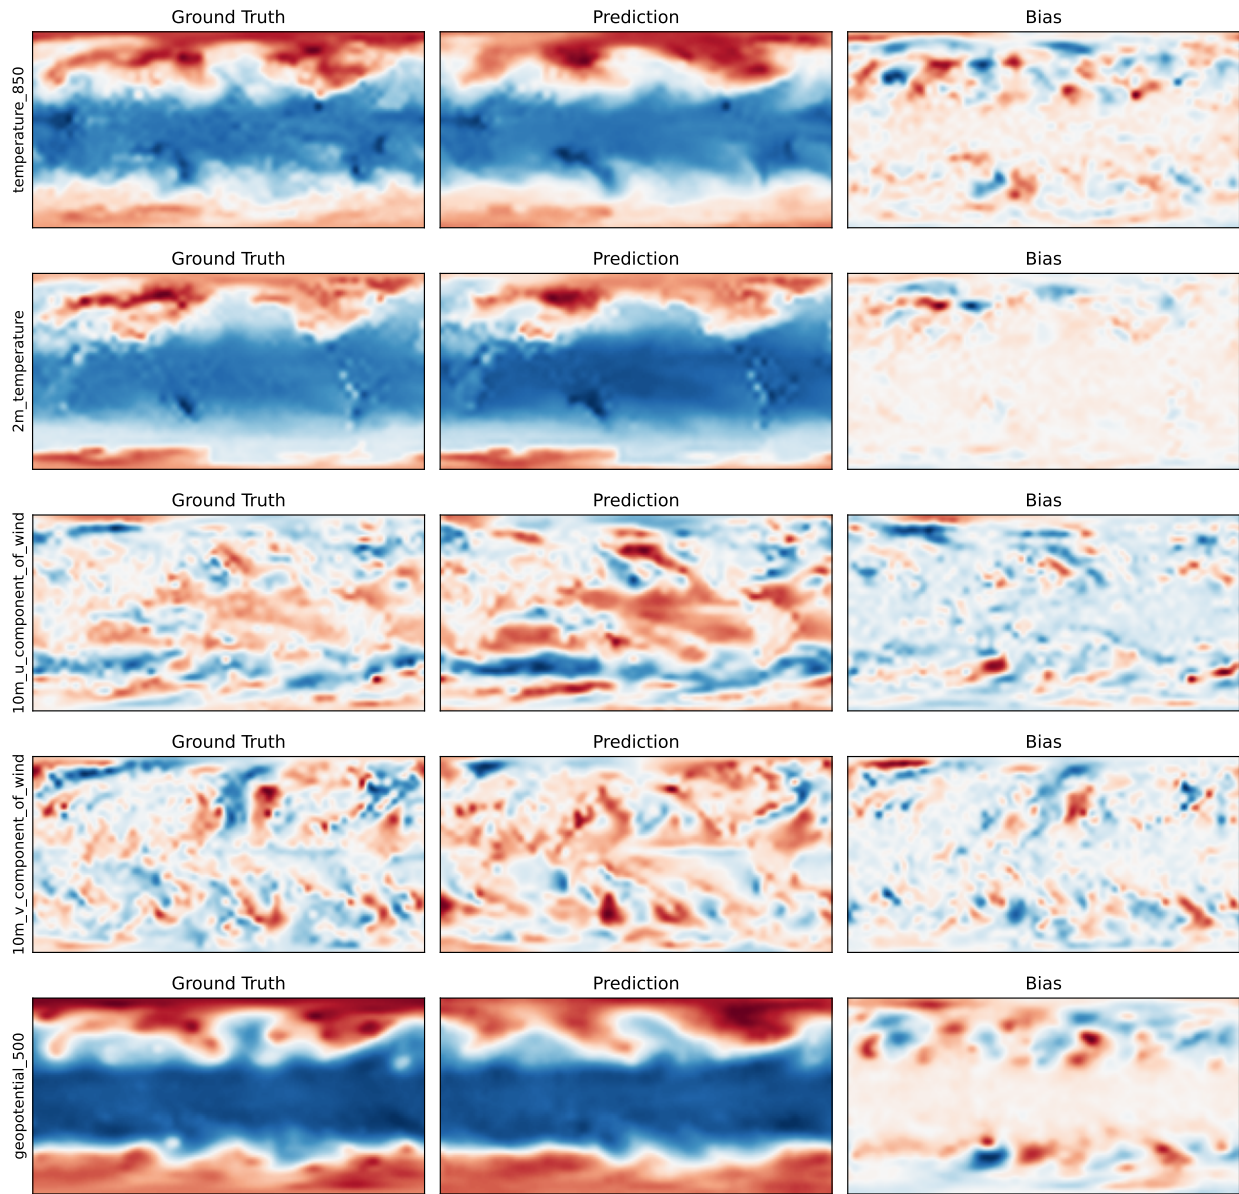 Ground Truth Prediction Bias
temperature_850
Ground Truth Prediction Bias
2m_temperature
Ground Truth Prediction Bias
10m_u_component_of_wind
Ground Truth Prediction Bias
10m_v_component_of_wind
Ground Truth Prediction Bias
geopotential_500